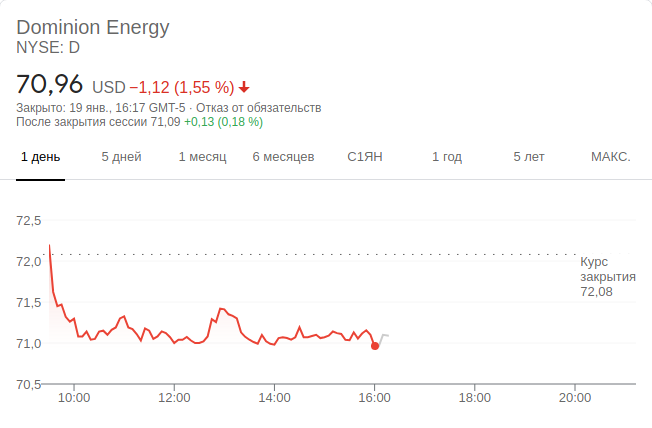 Dominion Energy
NYSE: D
70,96 USD −1,12 (1,55 %)
Закрыто: 19 янв., 16:17 GMT-5 · Отказ от обязательств
После закрытия сессии 71,09 +0,13 (0,18 %)
1 день 5 дней 1 месяц 6 месяцев С1ЯН 1 год 5 лет МАКС.
72,5
72,0
Курс
закрытия
72,08
71,5
71,0
70,5
10:00 12:00 14:00 16:00 18:00 20:00